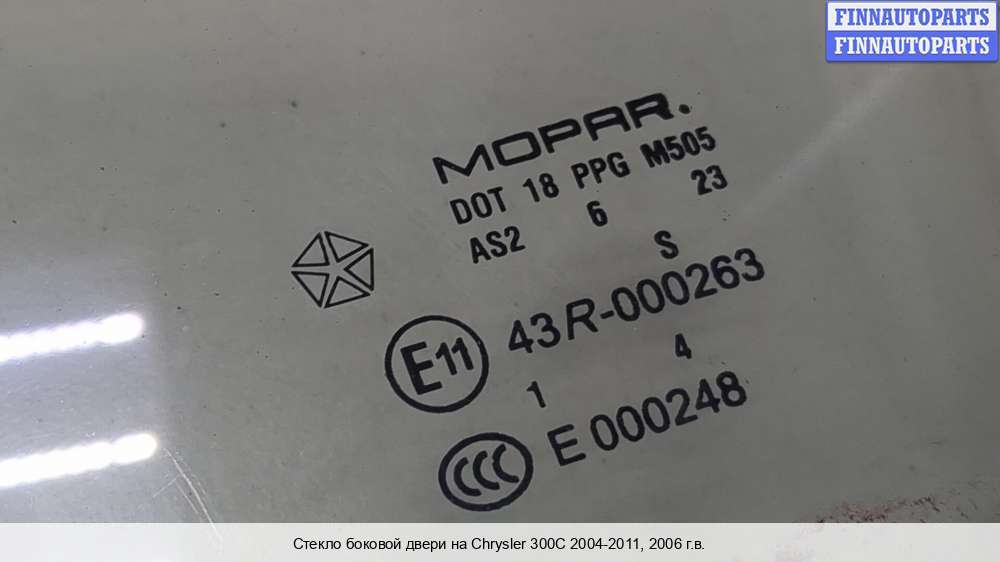 FINNAUTOPARTS
FINNAUTOPARTS
MOPAR.
DOT 18 PPG M505
AS2 6 23
S
E11 43R-000263
1 4
CCC E 000248
Стекло боковой двери на Chrysler 300C 2004-2011, 2006 г.в.